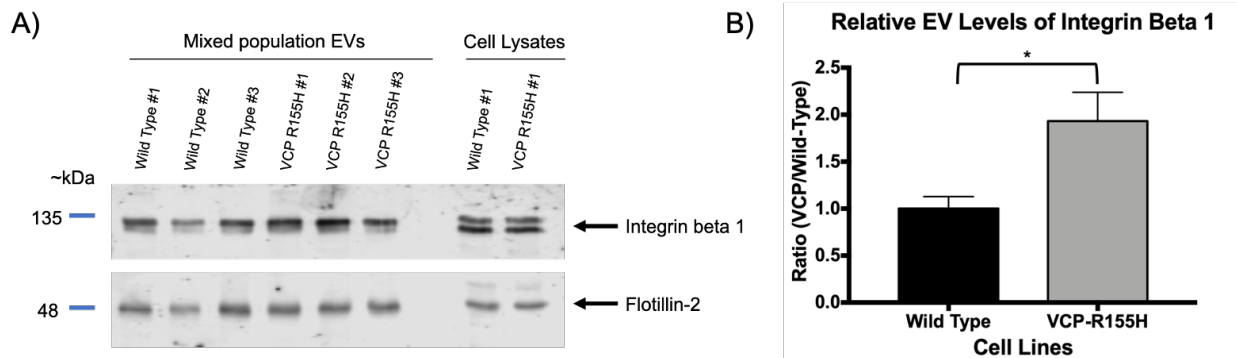 A)
Mixed population EVs
Cell Lysates
Wild Type #1
Wild Type #2
Wild Type #3
VCP R155H #1
VCP R155H #2
VCP R155H #3
Wild Type #1
VCP R155H #1
~kDa
135
Integrin beta 1
48
Flotillin-2
B)
Relative EV Levels of Integrin Beta 1
*
Ratio (VCP/Wild-Type)
2.5
2.0
1.5
1.0
0.5
0.0
Wild Type
VCP-R155H
Cell Lines